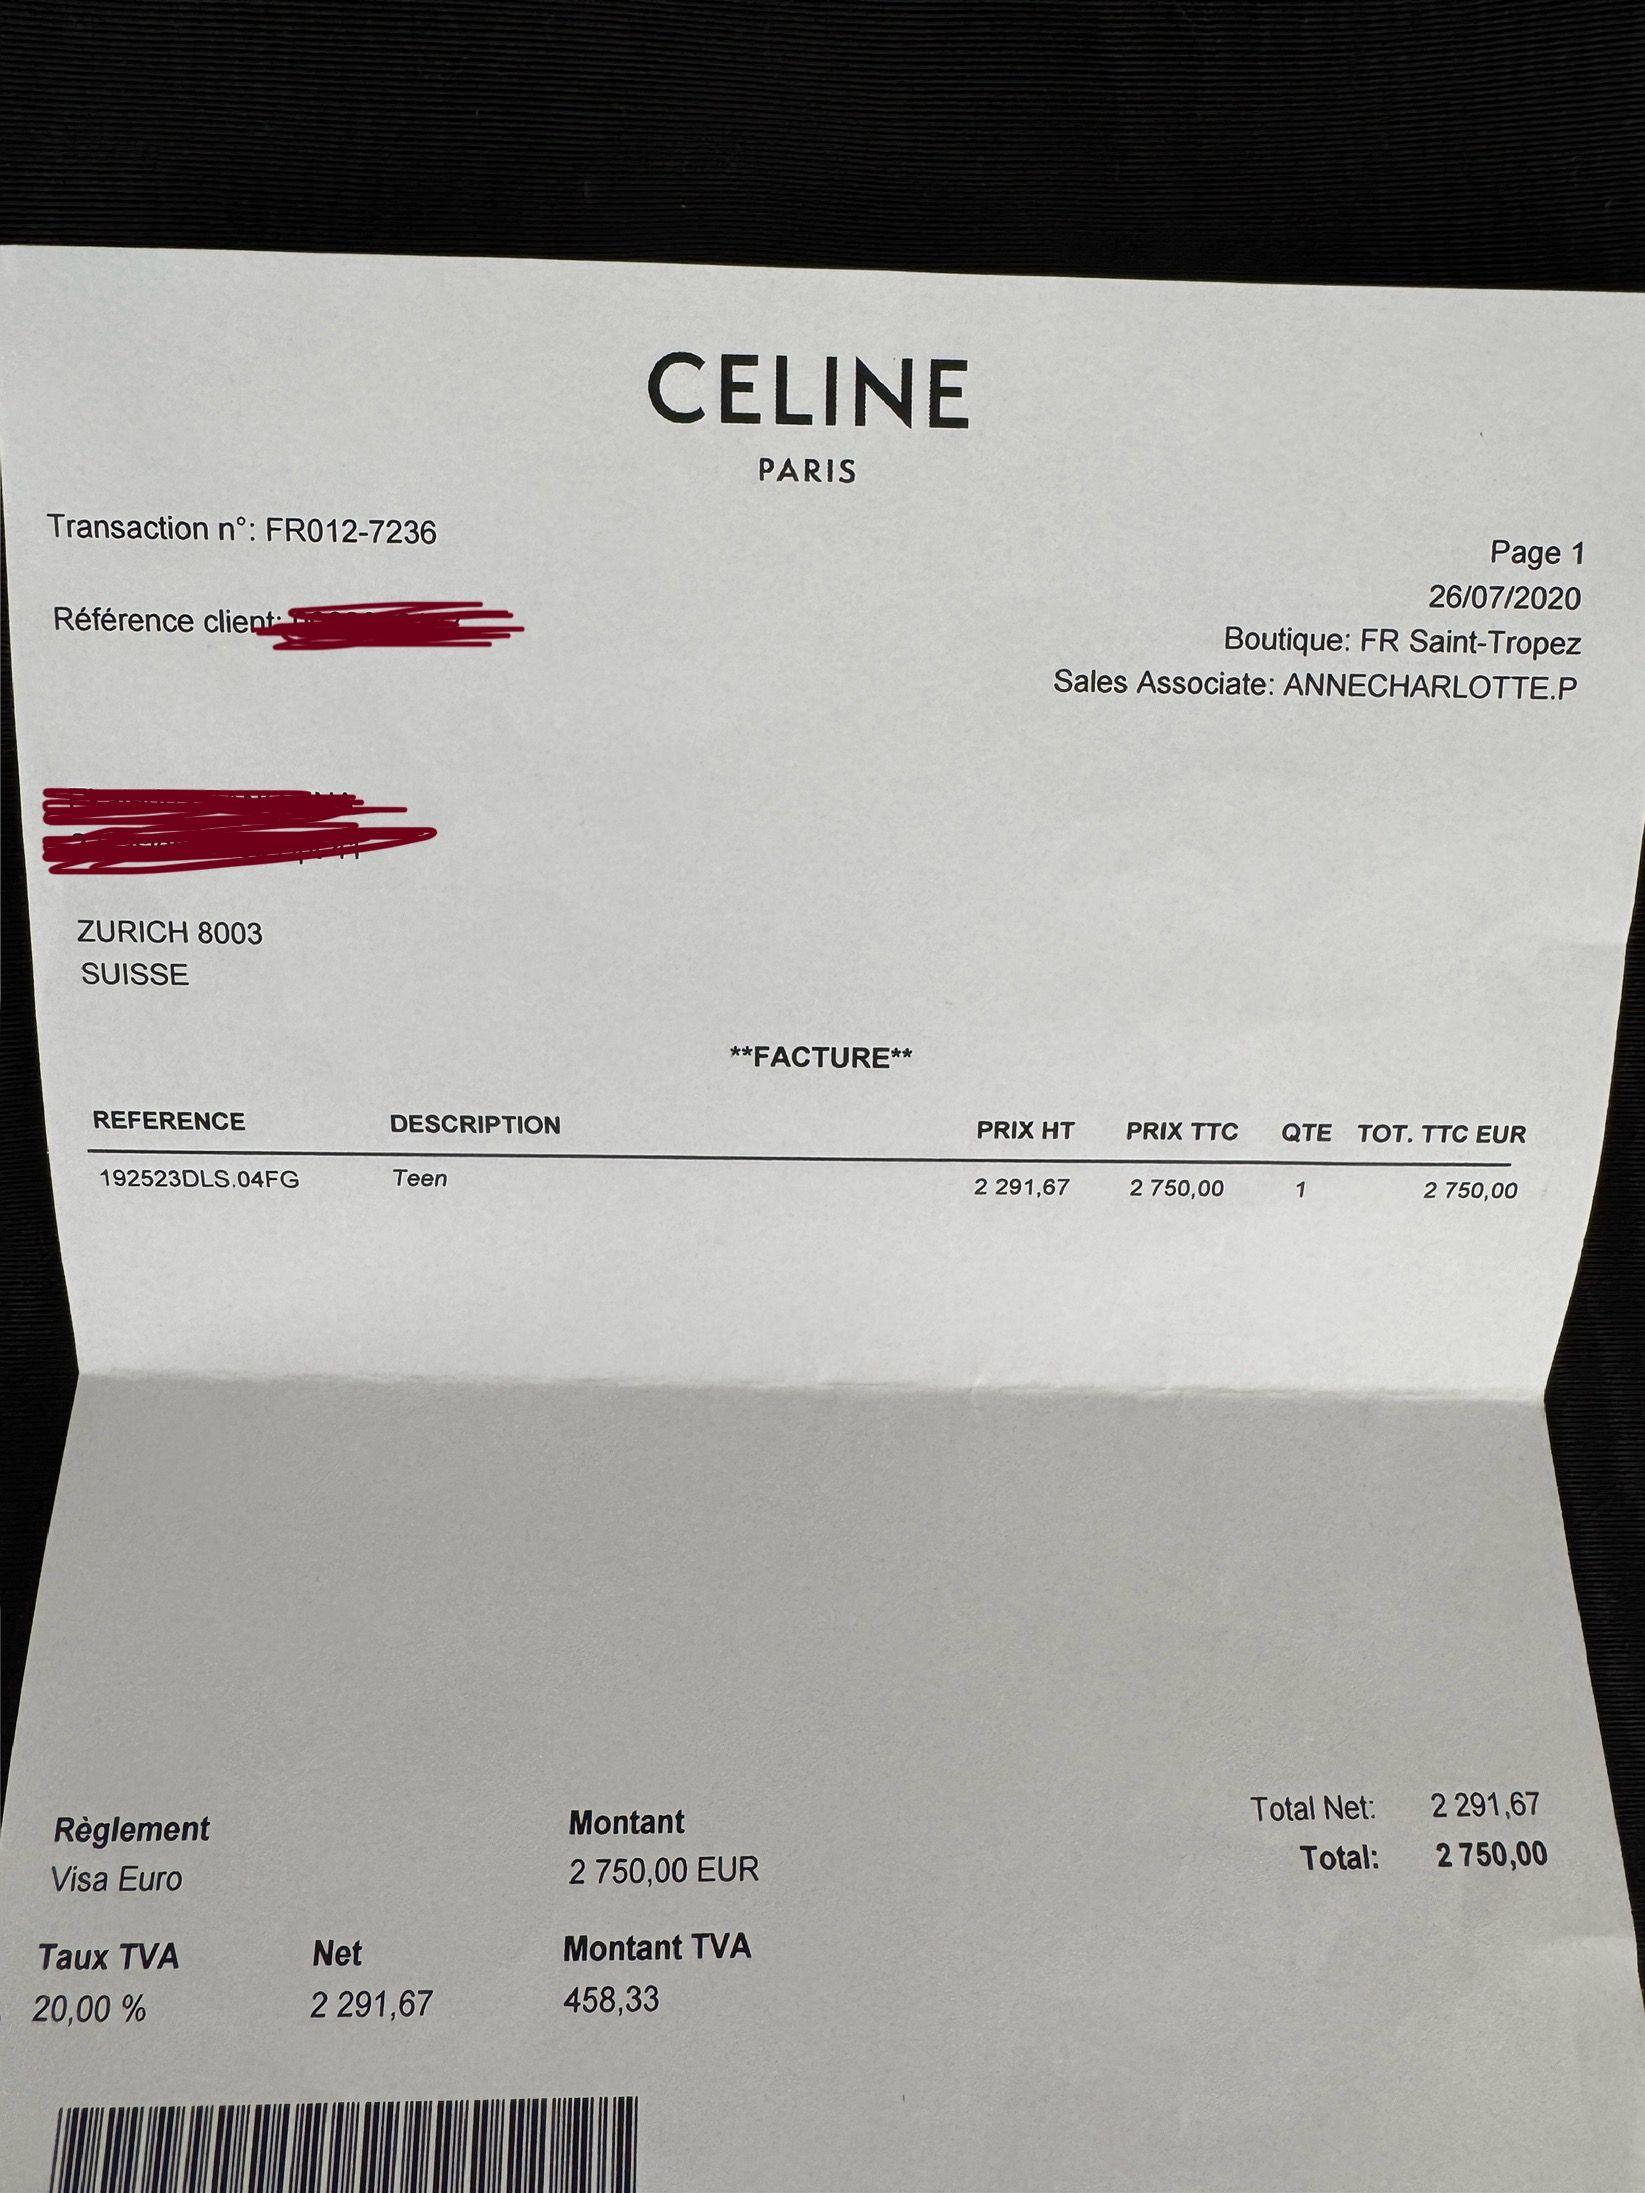 CELINE
PARIS
Transaction n°: FR012-7236
Page 1
26/07/2020
Référence client:
Boutique: FR Saint-Tropez
Sales Associate: ANNECHARLOTTE.P
ZURICH 8003
SUISSE
**FACTURE**
REFERENCE DESCRIPTION PRIX HT PRIX TTC QTE TOT. TTC EUR
192523DLS.04FG Teen 2 291,67 2 750,00 1 2 750,00
Règlement Montant Total Net: 2 291,67
Visa Euro 2 750,00 EUR Total: 2 750,00
Taux TVA Net Montant TVA
20,00 % 2 291,67 458,33